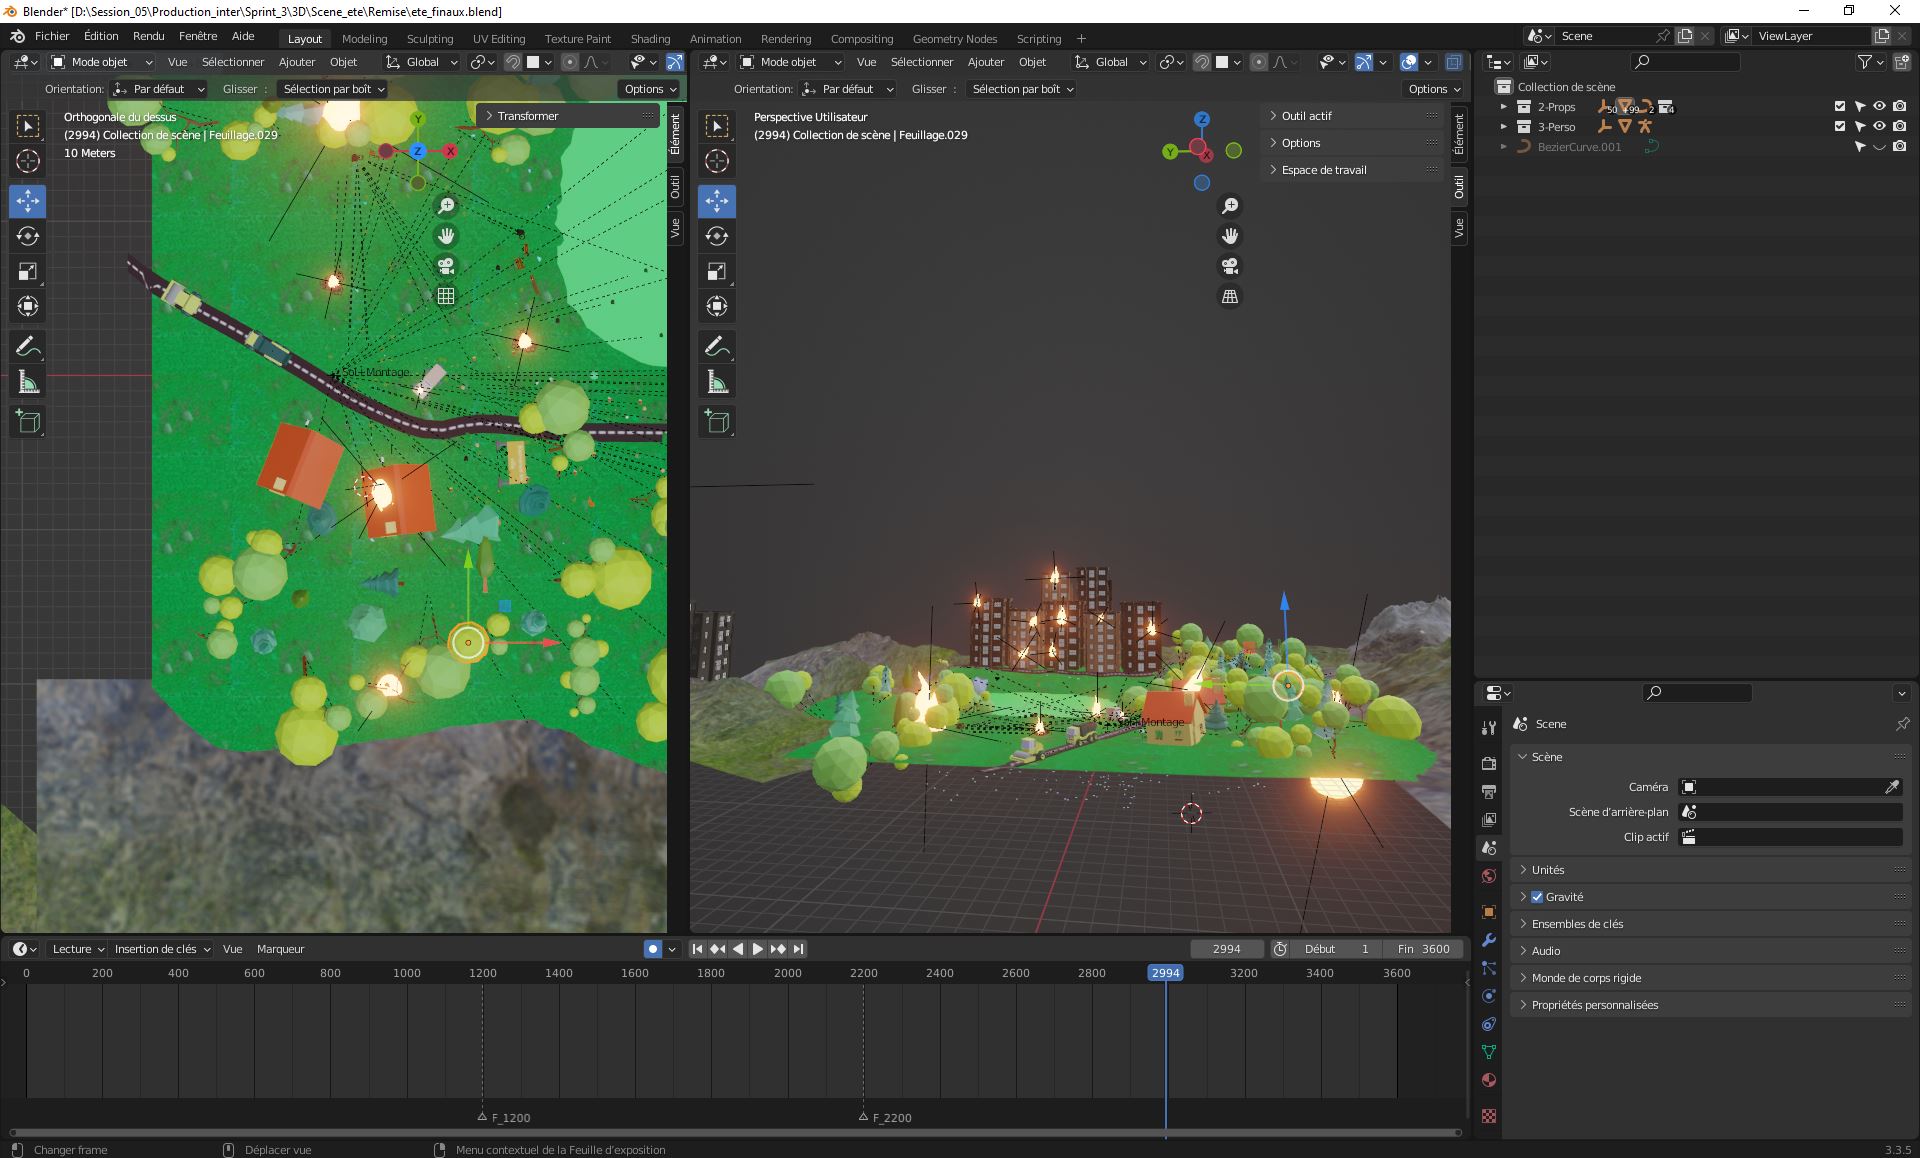 Blender* [D:\Session_05\Production_inter\Sprint_3\3D\Scene_ete\Remise\ete_finaux.blend]
Fichier Édition Rendu Fenêtre Aide Layout Modeling Sculpting UV Editing Texture Paint Shading Animation Rendering Compositing Geometry Nodes Scripting Scene ViewLayer
Mode objet Vue Sélectionner Ajouter Objet Global
Orientation: Par défaut Glisser : Sélection par boît Options
Orthogonale du dessus
(2994) Collection de scène | Feuillage.029
10 Meters
Transformer
Élément
Outil
Vue
X
Y
Z
Sol+Montage
Mode objet Vue Sélectionner Ajouter Objet Global
Orientation: Par défaut Glisser : Sélection par boît Options
Perspective Utilisateur
(2994) Collection de scène | Feuillage.029
Outil actif
Options
Espace de travail
Élément
Outil
Vue
Z
Y
X
Montage
Collection de scène
2-Props 50 99 2 4
3-Perso
BezierCurve.001
Scene
Scène
Caméra
Scène d'arrière-plan
Clip actif
Unités
Gravité
Ensembles de clés
Audio
Monde de corps rigide
Propriétés personnalisées
Lecture Insertion de clés Vue Marqueur 2994 Début 1 Fin 3600
0 200 400 600 800 1000 1200 1400 1600 1800 2000 2200 2400 2600 2800 2994 3200 3400 3600
F_1200 F_2200
Changer frame Déplacer vue Menu contextuel de la Feuille d'exposition 3.3.5